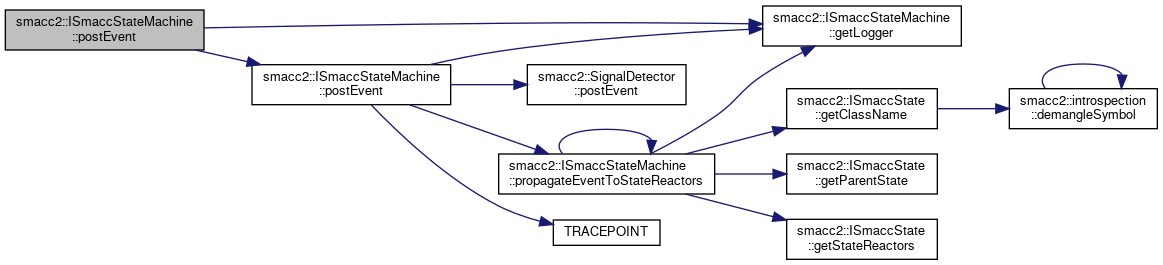 smacc2::ISmaccStateMachine
::postEvent
smacc2::ISmaccStateMachine
::getLogger
smacc2::ISmaccStateMachine
::postEvent
smacc2::SignalDetector
::postEvent
smacc2::ISmaccState
::getClassName
smacc2::introspection
::demangleSymbol
smacc2::ISmaccStateMachine
::propagateEventToStateReactors
smacc2::ISmaccState
::getParentState
TRACEPOINT
smacc2::ISmaccState
::getStateReactors